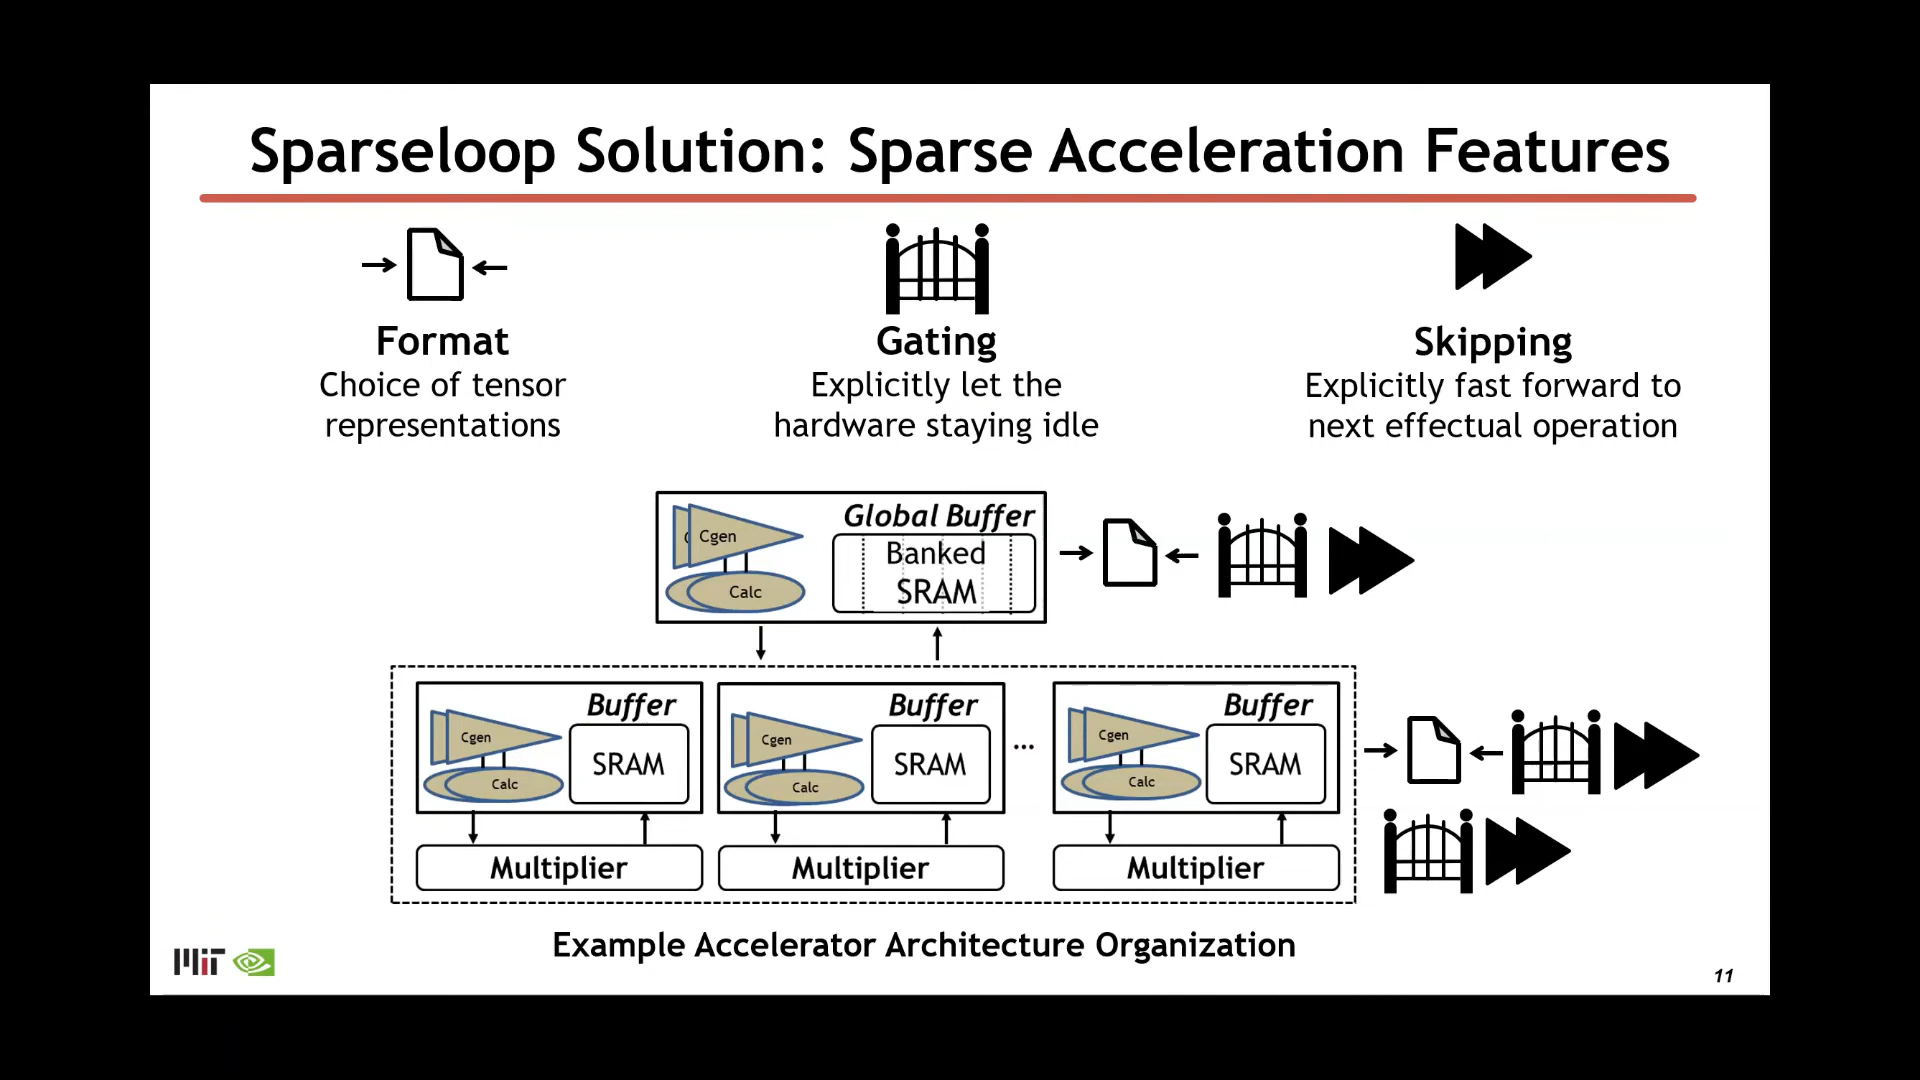 Sparseloop Solution: Sparse Acceleration Features
Format
Choice of tensor
representations
Gating
Explicitly let the
hardware staying idle
Skipping
Explicitly fast forward to
next effectual operation
Cgen
Calc
Global Buffer
Banked
SRAM
Cgen
Calc
Buffer
SRAM
Cgen
Calc
Buffer
SRAM
...
Cgen
Calc
Buffer
SRAM
Multiplier
Multiplier
Multiplier
Example Accelerator Architecture Organization
MIT
11